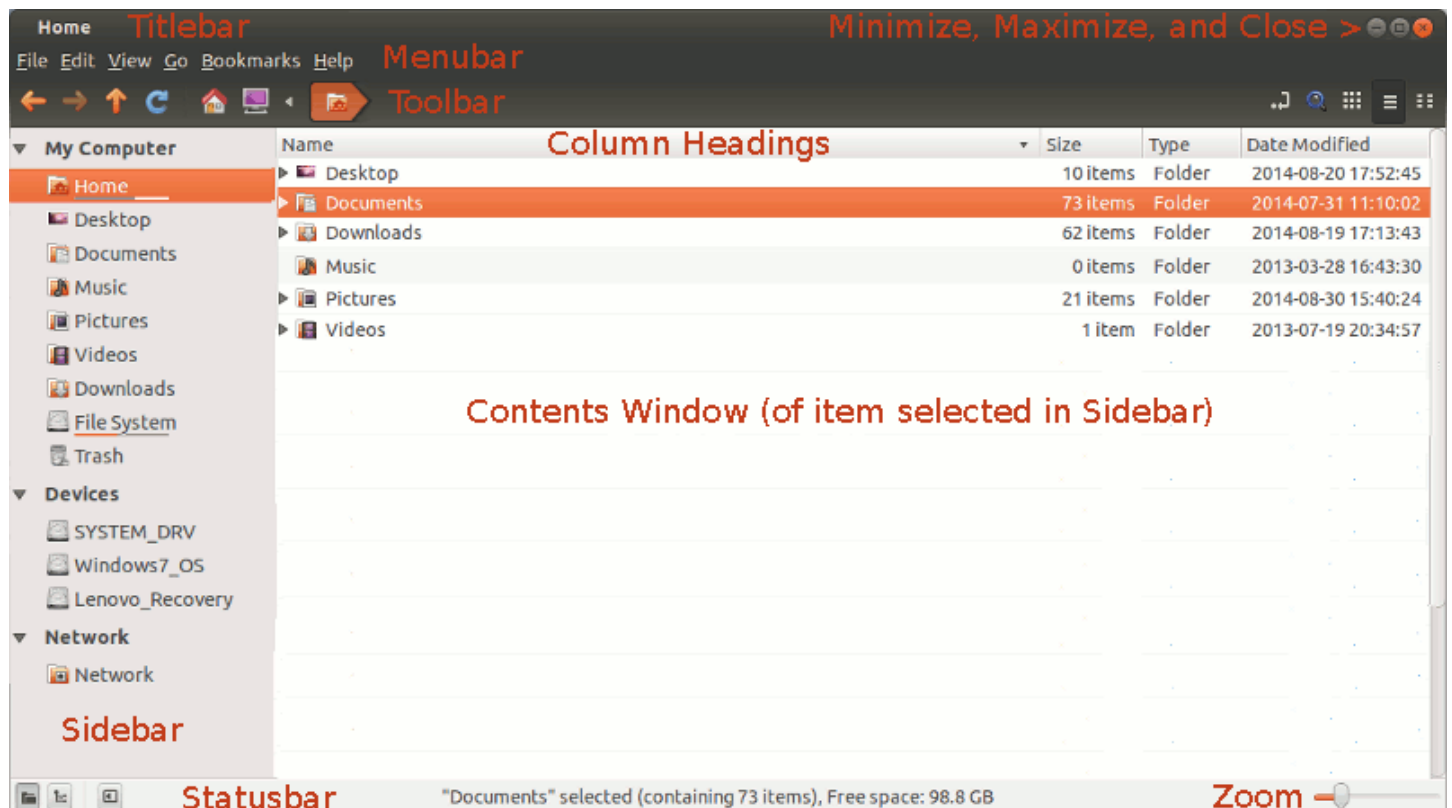 Home Titlebar Minimize, Maximize, and Close >
File Edit View Go Bookmarks Help Menubar
Toolbar
My Computer
Home
Desktop
Documents
Music
Pictures
Videos
Downloads
File System
Trash
Devices
SYSTEM_DRV
Windows7_OS
Lenovo_Recovery
Network
Network
Sidebar
Name Column Headings Size Type Date Modified
Desktop 10 items Folder 2014-08-20 17:52:45
Documents 73 items Folder 2014-07-31 11:10:02
Downloads 62 items Folder 2014-08-19 17:13:43
Music 0 items Folder 2013-03-28 16:43:30
Pictures 21 items Folder 2014-08-30 15:40:24
Videos 1 item Folder 2013-07-19 20:34:57
Contents Window (of item selected in Sidebar)
Statusbar "Documents" selected (containing 73 items), Free space: 98.8 GB Zoom